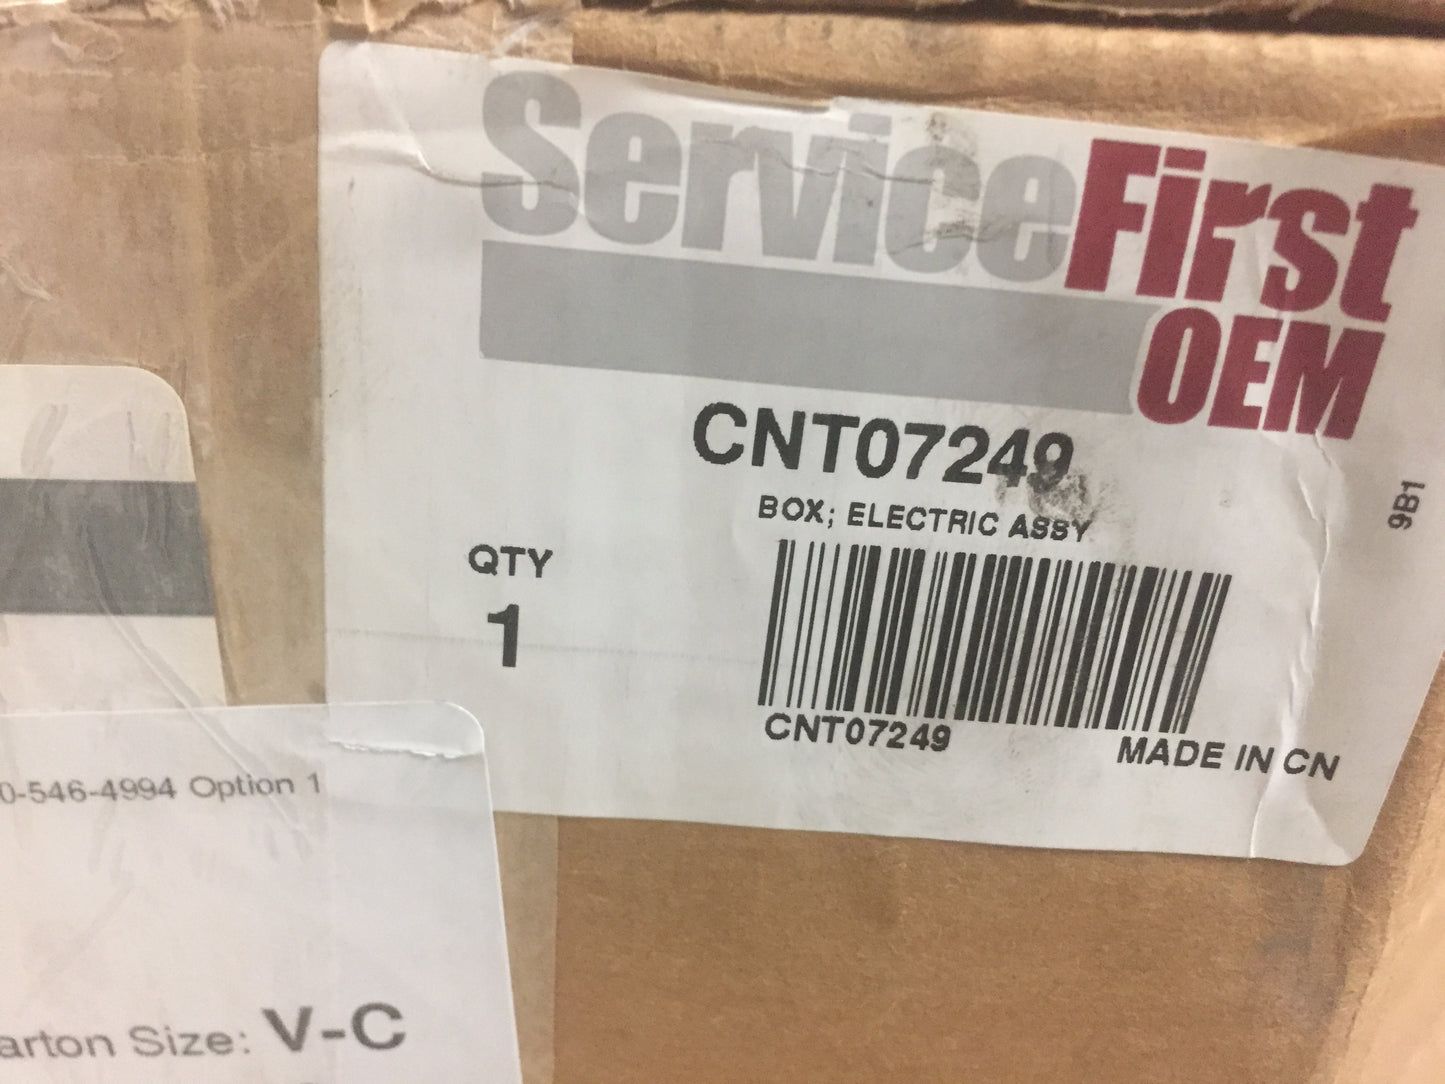 ServiceFirst
OEM
CNT07249
BOX; ELECTRIC ASSY
9B1
QTY
1
CNT07249
MADE IN CN
0-546-4994 Option 1
arton Size: V-C